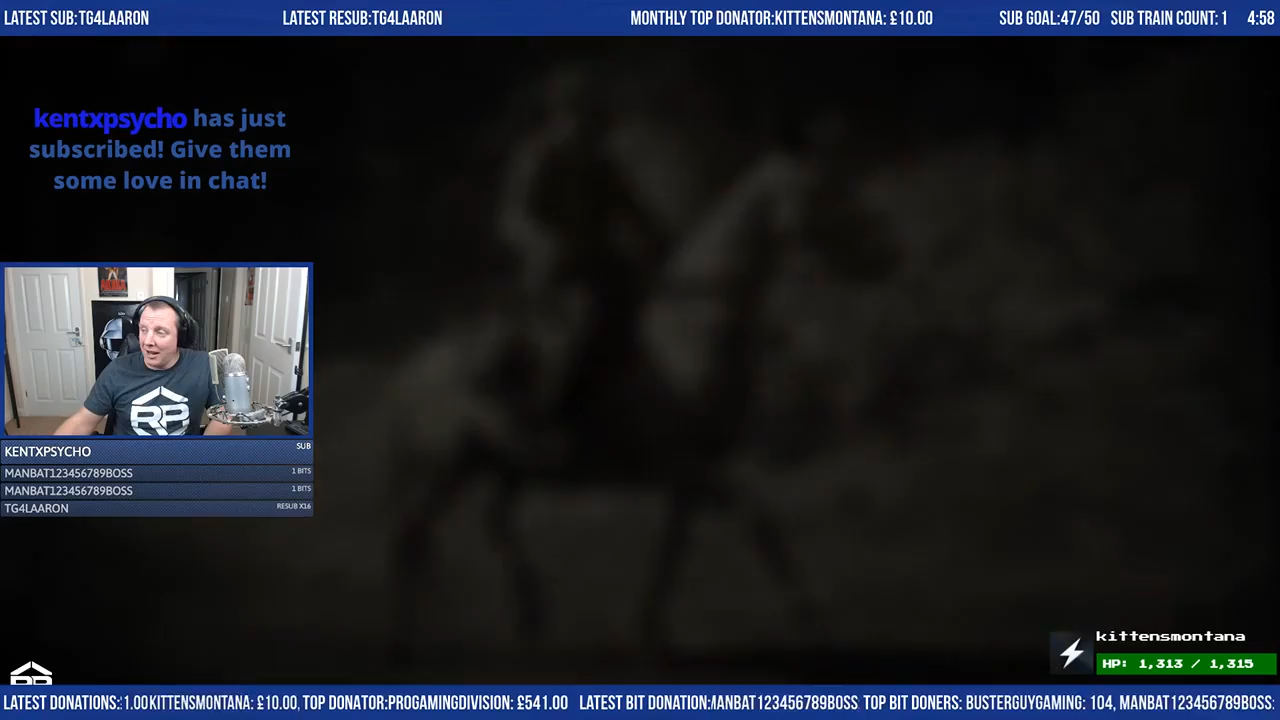 LATEST SUB:TG4LAARON
LATEST RESUB:TG4LAARON
MONTHLY TOP DONATOR:KITTENSMONTANA: £10.00
SUB GOAL:47/50
SUB TRAIN COUNT: 1
4:58
kentxpsycho has just
subscribed! Give them
some love in chat!
RP
KENTXPSYCHO SUB
MANBAT123456789BOSS 1 BITS
MANBAT123456789BOSS 1 BITS
TG4LAARON RESUB X16
kittensmontana
HP: 1,313 / 1,315
LATEST DONATIONS: 1.00 KITTENSMONTANA: £10.00, TOP DONATOR:PROGAMINGDIVISION: £541.00 LATEST BIT DONATION:MANBAT123456789BOSS TOP BIT DONERS: BUSTERGUYGAMING: 104, MANBAT123456789BOSS: